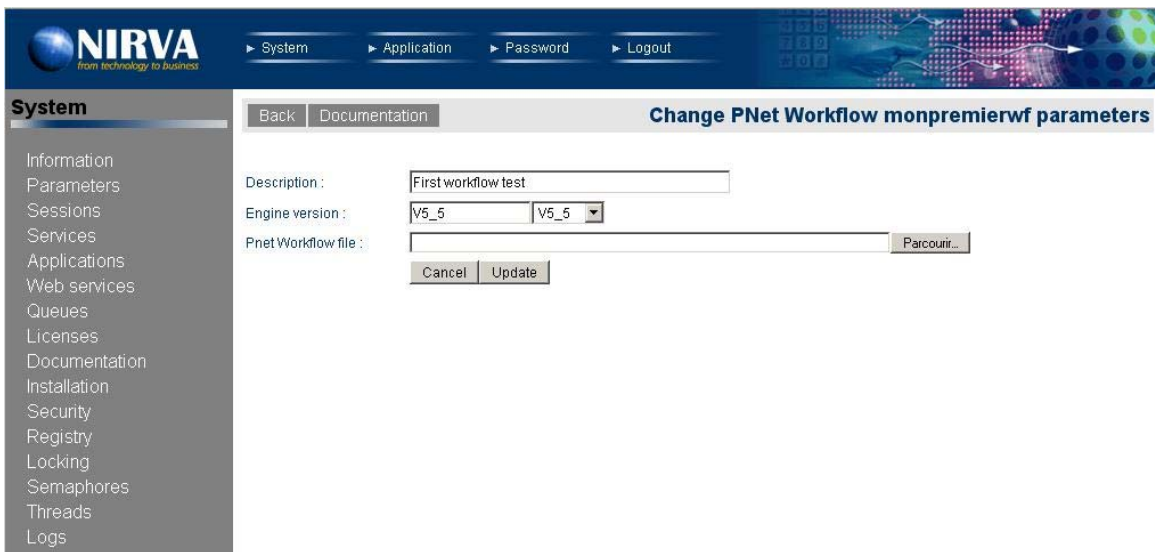 NIRVA
from technology to business
System
Application
Password
Logout
System
Back
Documentation
Change PNet Workflow monpremierwf parameters
Information
Parameters
Sessions
Services
Applications
Web services
Queues
Licenses
Documentation
Installation
Security
Registry
Locking
Semaphores
Threads
Logs
Description :
First workflow test
Engine version :
V5_5
V5_5
Pnet Workflow file :
Parcourir...
Cancel
Update